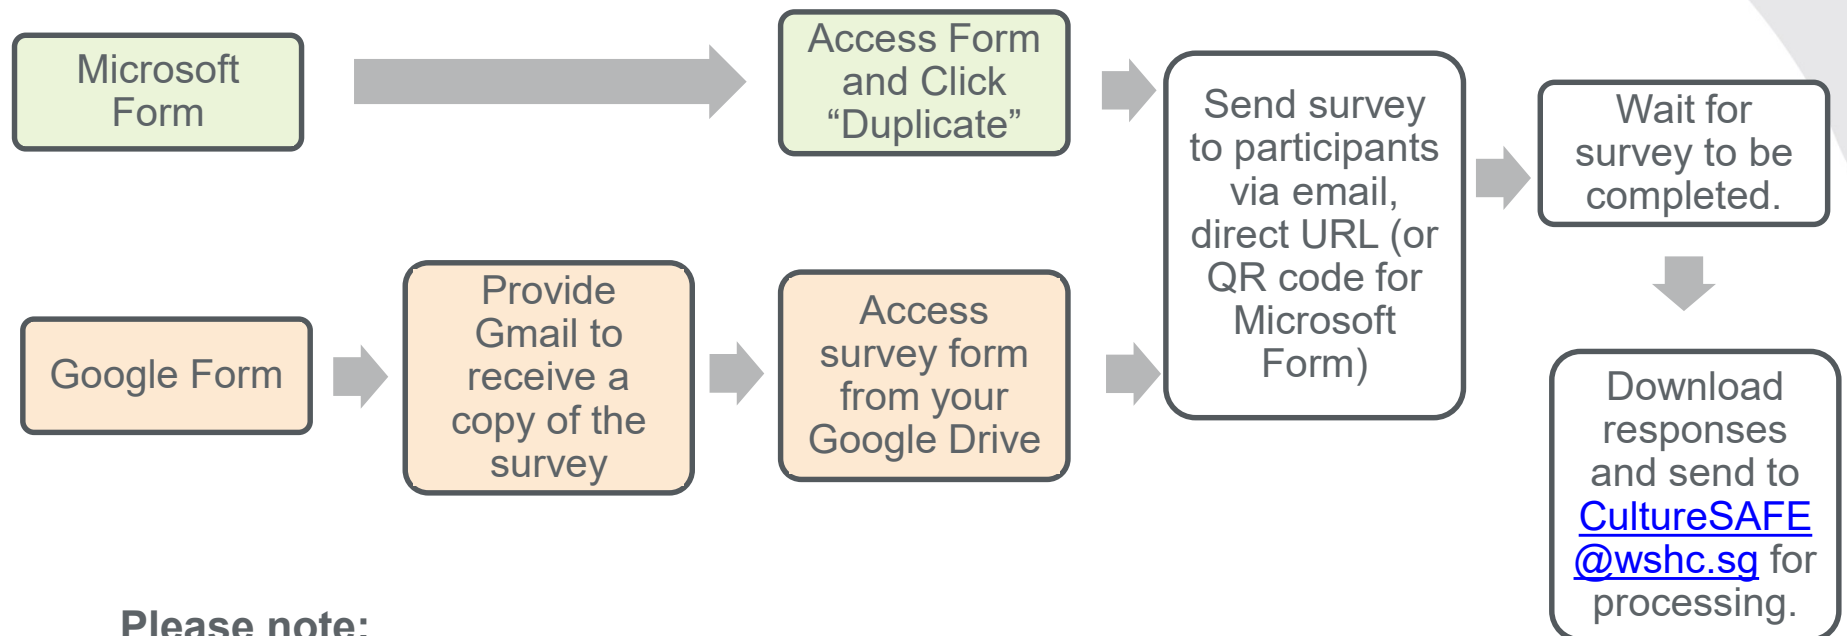 Microsoft
Form
Access Form
and Click
“Duplicate”
Send survey
to participants
via email,
direct URL (or
QR code for
Microsoft
Form)
Wait for
survey to be
completed.
Google Form
Provide
Gmail to
receive a
copy of the
survey
Access
survey form
from your
Google Drive
Download
responses
and send to
CultureSAFE
@wshc.sg for
processing.
Please note: